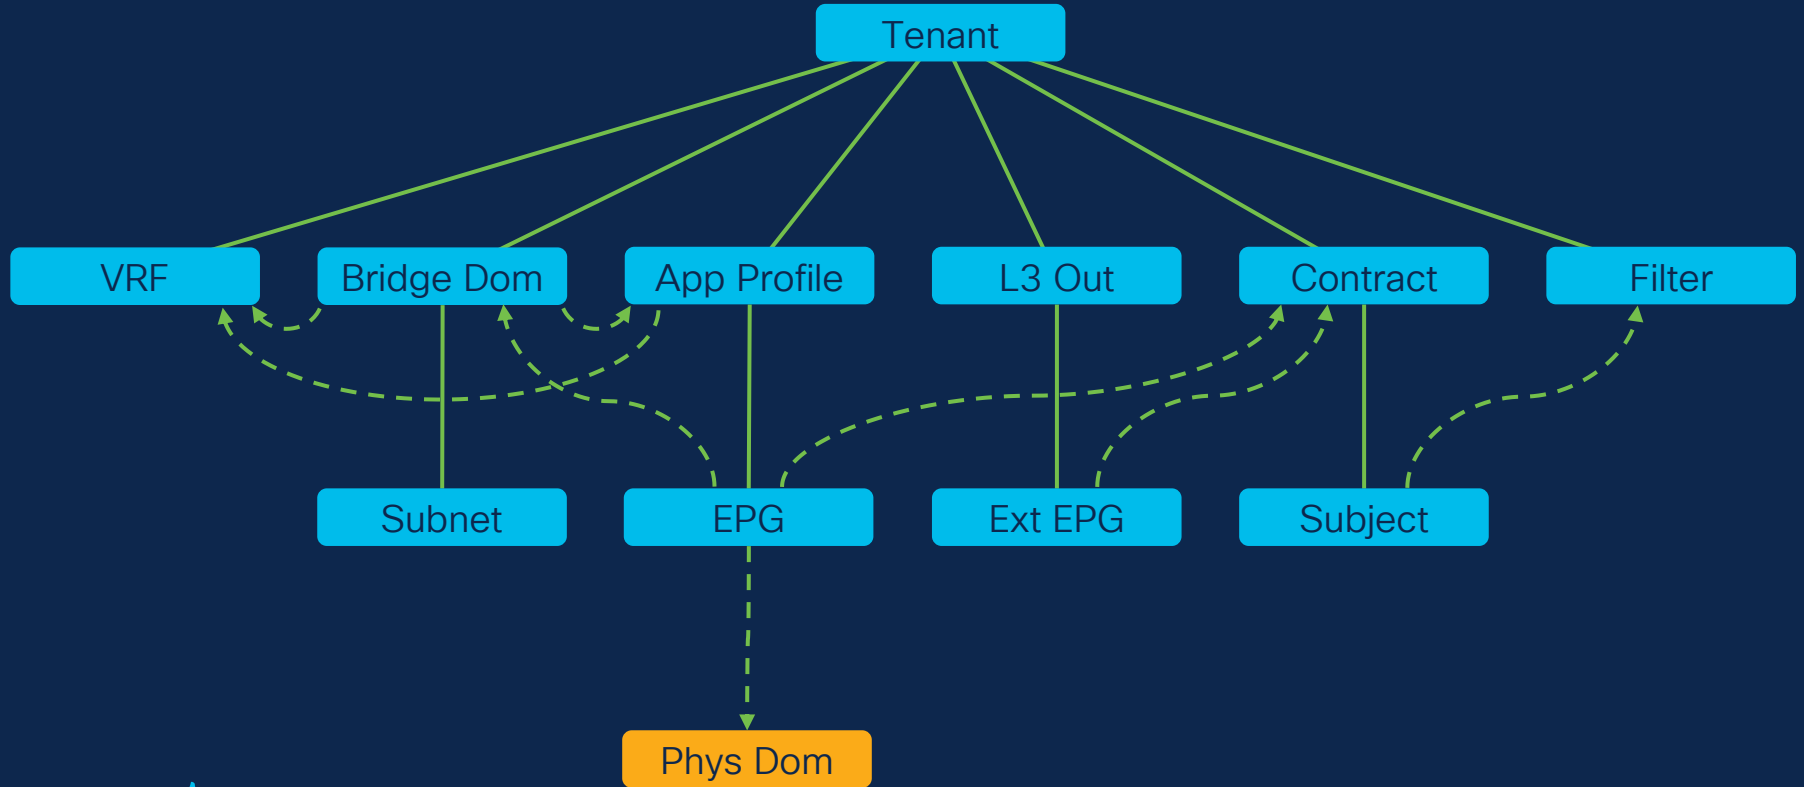 Tenant
VRF
Bridge Dom
App Profile
L3 Out
Contract
Filter
Subnet
EPG
Ext EPG
Subject
Phys Dom